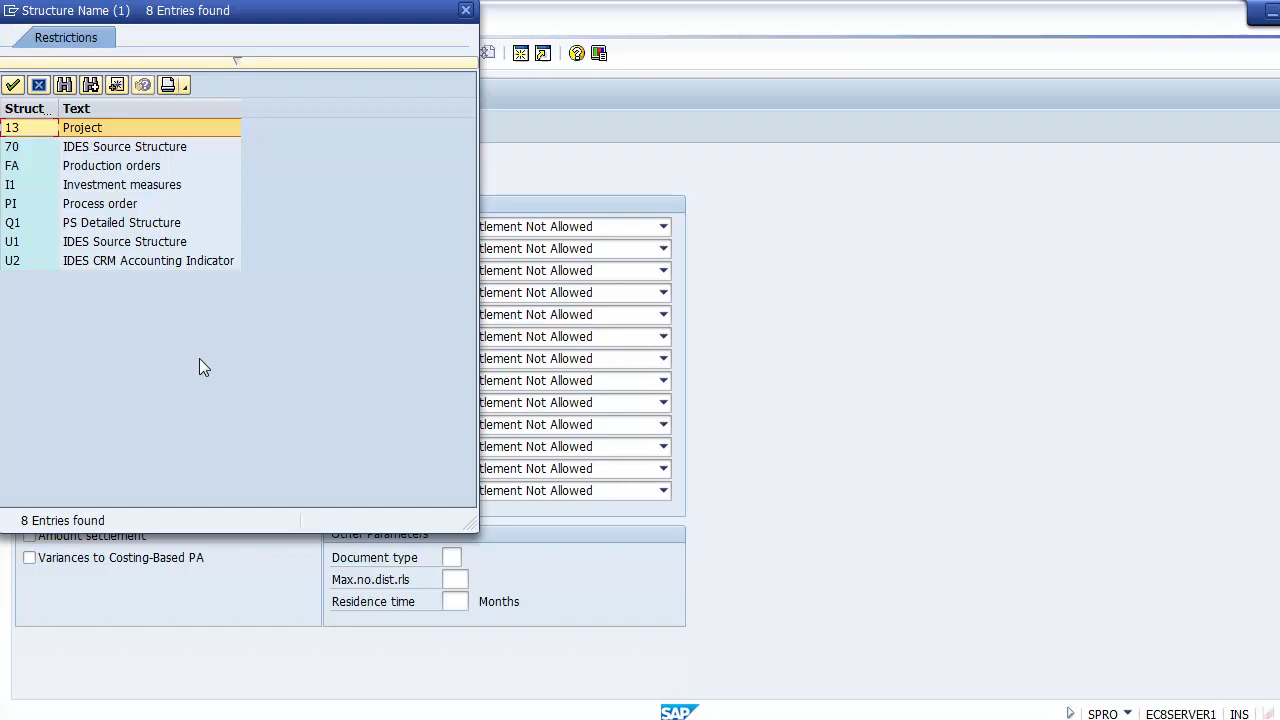 Structure Name (1) 8 Entries found
Restrictions
Struct... Text
13 Project
70 IDES Source Structure
FA Production orders
I1 Investment measures
PI Process order
Q1 PS Detailed Structure
U1 IDES Source Structure
U2 IDES CRM Accounting Indicator
8 Entries found
tlement Not Allowed
tlement Not Allowed
tlement Not Allowed
tlement Not Allowed
tlement Not Allowed
tlement Not Allowed
tlement Not Allowed
tlement Not Allowed
tlement Not Allowed
tlement Not Allowed
tlement Not Allowed
tlement Not Allowed
tlement Not Allowed
Amount settlement
Variances to Costing-Based PA
Other Parameters
Document type
Max.no.dist.rls
Residence time Months
SAP
SPRO EC8SERVER1 INS